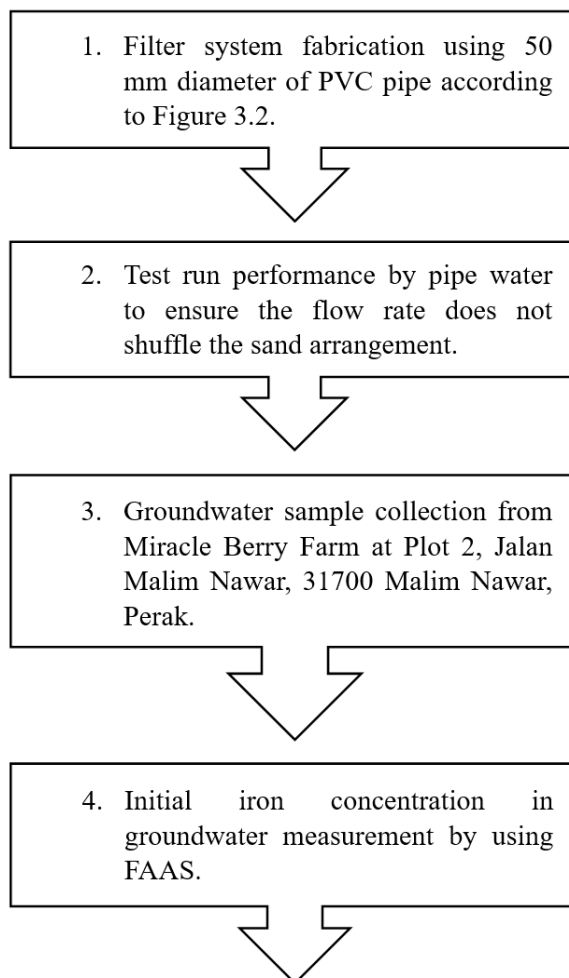 1. Filter system fabrication using 50
mm diameter of PVC pipe according
to Figure 3.2.
2. Test run performance by pipe water
to ensure the flow rate does not
shuffle the sand arrangement.
3. Groundwater sample collection from
Miracle Berry Farm at Plot 2, Jalan
Malim Nawar, 31700 Malim Nawar,
Perak.
4. Initial iron concentration in
groundwater measurement by using
FAAS.